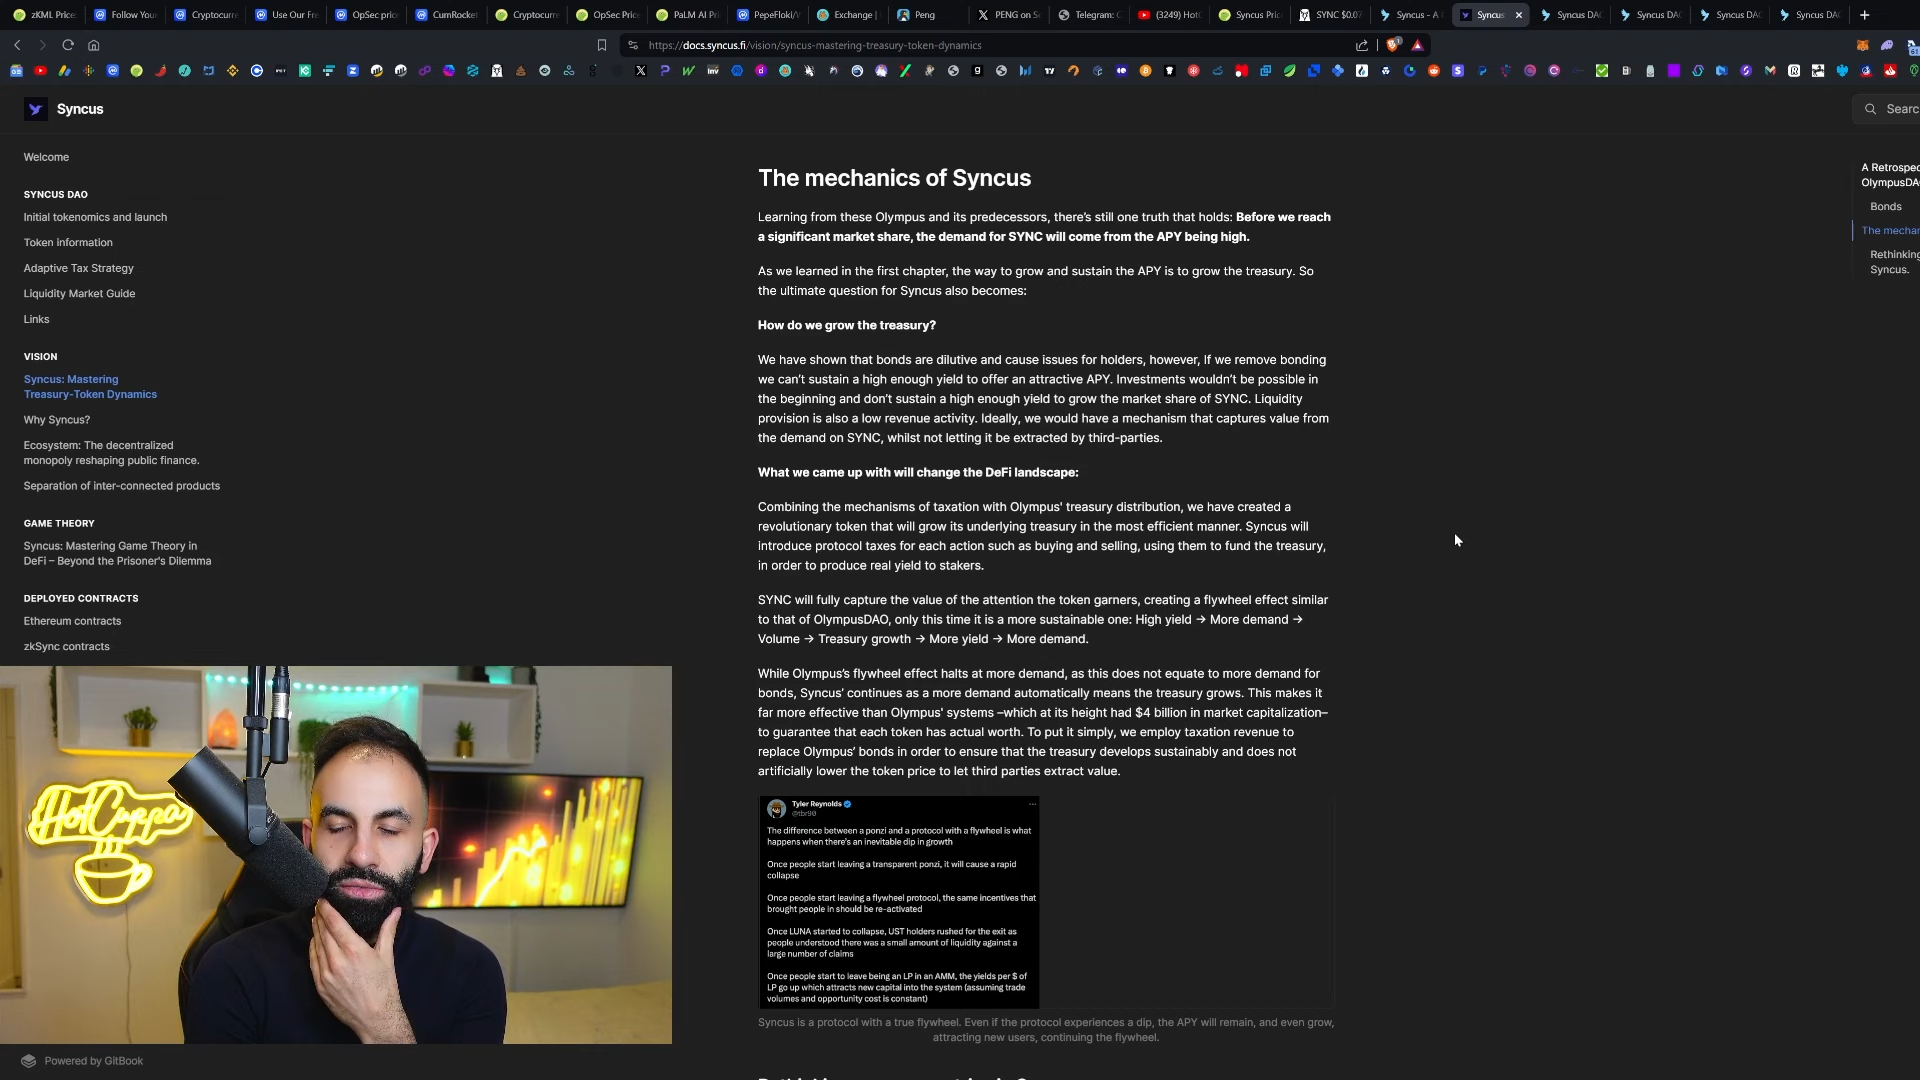 zKML Price:
Follow Your
Cryptocurre
Use Our Fre
OpSec price
CumRocket
Cryptocurre
OpSec Price
PaLM AI Pri
PepeFloki/W
Exchange |
Peng
PENG on S
Telegram: C
(3249) HotC
Syncus Pric
SYNC $0.07
Syncus - A
Syncus
Syncus DAO
Syncus DAO
Syncus DAO
Syncus DAO
https://docs.syncus.fi/vision/syncus-mastering-treasury-token-dynamics
Syncus
Searc
Welcome
SYNCUS DAO
Initial tokenomics and launch
Token information
Adaptive Tax Strategy
Liquidity Market Guide
Links
VISION
Syncus: Mastering
Treasury-Token Dynamics
Why Syncus?
Ecosystem: The decentralized
monopoly reshaping public finance.
Separation of inter-connected products
GAME THEORY
Syncus: Mastering Game Theory in
DeFi – Beyond the Prisoner's Dilemma
DEPLOYED CONTRACTS
Ethereum contracts
zkSync contracts
Powered by GitBook
The mechanics of Syncus
Learning from these Olympus and its predecessors, there's still one truth that holds: Before we reach
a significant market share, the demand for SYNC will come from the APY being high.
As we learned in the first chapter, the way to grow and sustain the APY is to grow the treasury. So
the ultimate question for Syncus also becomes:
How do we grow the treasury?
We have shown that bonds are dilutive and cause issues for holders, however, If we remove bonding
we can't sustain a high enough yield to offer an attractive APY. Investments wouldn't be possible in
the beginning and don't sustain a high enough yield to grow the market share of SYNC. Liquidity
provision is also a low revenue activity. Ideally, we would have a mechanism that captures value from
the demand on SYNC, whilst not letting it be extracted by third-parties.
What we came up with will change the DeFi landscape:
Combining the mechanisms of taxation with Olympus' treasury distribution, we have created a
revolutionary token that will grow its underlying treasury in the most efficient manner. Syncus will
introduce protocol taxes for each action such as buying and selling, using them to fund the treasury,
in order to produce real yield to stakers.
SYNC will fully capture the value of the attention the token garners, creating a flywheel effect similar
to that of OlympusDAO, only this time it is a more sustainable one: High yield → More demand →
Volume → Treasury growth → More yield → More demand.
While Olympus's flywheel effect halts at more demand, as this does not equate to more demand for
bonds, Syncus' continues as a more demand automatically means the treasury grows. This makes it
far more effective than Olympus' systems –which at its height had $4 billion in market capitalization–
to guarantee that each token has actual worth. To put it simply, we employ taxation revenue to
replace Olympus' bonds in order to ensure that the treasury develops sustainably and does not
artificially lower the token price to let third parties extract value.
Tyler Reynolds
@tbr90
The difference between a ponzi and a protocol with a flywheel is what
happens when there's an inevitable dip in growth
Once people start leaving a transparent ponzi, it will cause a rapid
collapse
Once people start leaving a flywheel protocol, the same incentives that
brought people in should be re-activated
Once LUNA started to collapse, UST holders rushed for the exit as
people understood there was a small amount of liquidity against a
large number of claims
Once people start to leave being an LP in an AMM, the yields per $ of
LP go up which attracts new capital into the system (assuming trade
volumes and opportunity cost is constant)
Syncus is a protocol with a true flywheel. Even if the protocol experiences a dip, the APY will remain, and even grow,
attracting new users, continuing the flywheel.
A Retrospec
OlympusDAO
Bonds
The mechan
Rethinking
Syncus.
HotCuppa